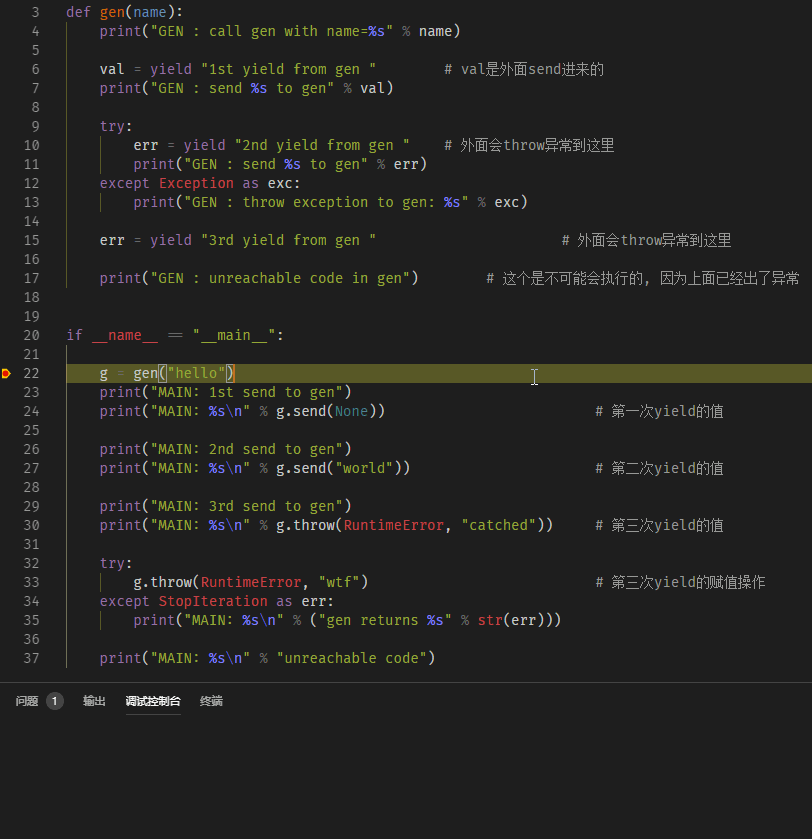 3 def gen(name):
4 print("GEN : call gen with name=%s" % name)
5
6 val = yield "1st yield from gen " # val是外面send进来的
7 print("GEN : send %s to gen" % val)
8
9 try:
10 err = yield "2nd yield from gen " # 外面会throw异常到这里
11 print("GEN : send %s to gen" % err)
12 except Exception as exc:
13 print("GEN : throw exception to gen: %s" % exc)
14
15 err = yield "3rd yield from gen " # 外面会throw异常到这里
16
17 print("GEN : unreachable code in gen") # 这个是不可能会执行的, 因为上面已经出了异常
18
19
20 if __name__ == "__main__":
21
22 g = gen("hello")
23 print("MAIN: 1st send to gen")
24 print("MAIN: %s\n" % g.send(None)) # 第一次yield的值
25
26 print("MAIN: 2nd send to gen")
27 print("MAIN: %s\n" % g.send("world")) # 第二次yield的值
28
29 print("MAIN: 3rd send to gen")
30 print("MAIN: %s\n" % g.throw(RuntimeError, "catched")) # 第三次yield的值
31
32 try:
33 g.throw(RuntimeError, "wtf") # 第三次yield的赋值操作
34 except StopIteration as err:
35 print("MAIN: %s\n" % ("gen returns %s" % str(err)))
36
37 print("MAIN: %s\n" % "unreachable code")
问题 1 输出 调试控制台 终端